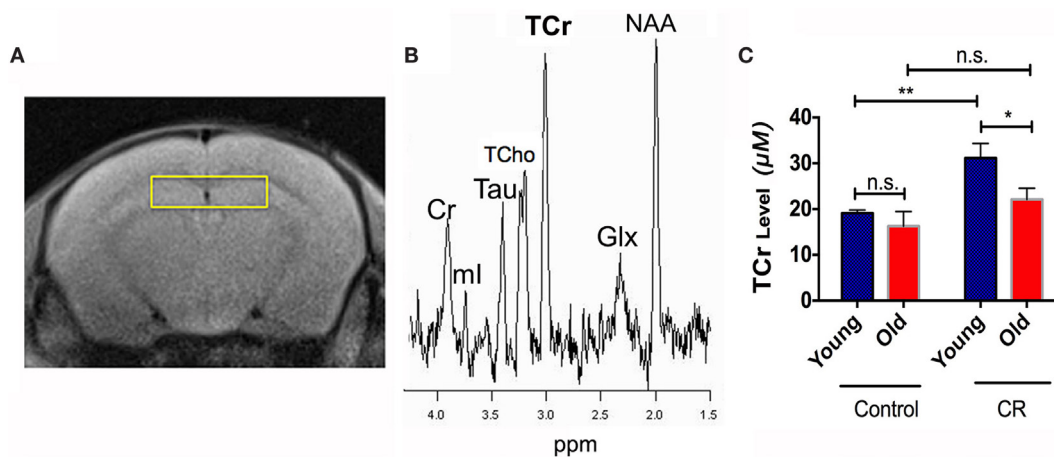 A
B
TCr
NAA
TCho
Tau
Cr
mI
Glx
4.0 3.5 3.0 2.5 2.0 1.5
ppm
C
n.s.
**
*
n.s.
TCr Level (µM)
40
30
20
10
0
Young Old Young Old
Control CR